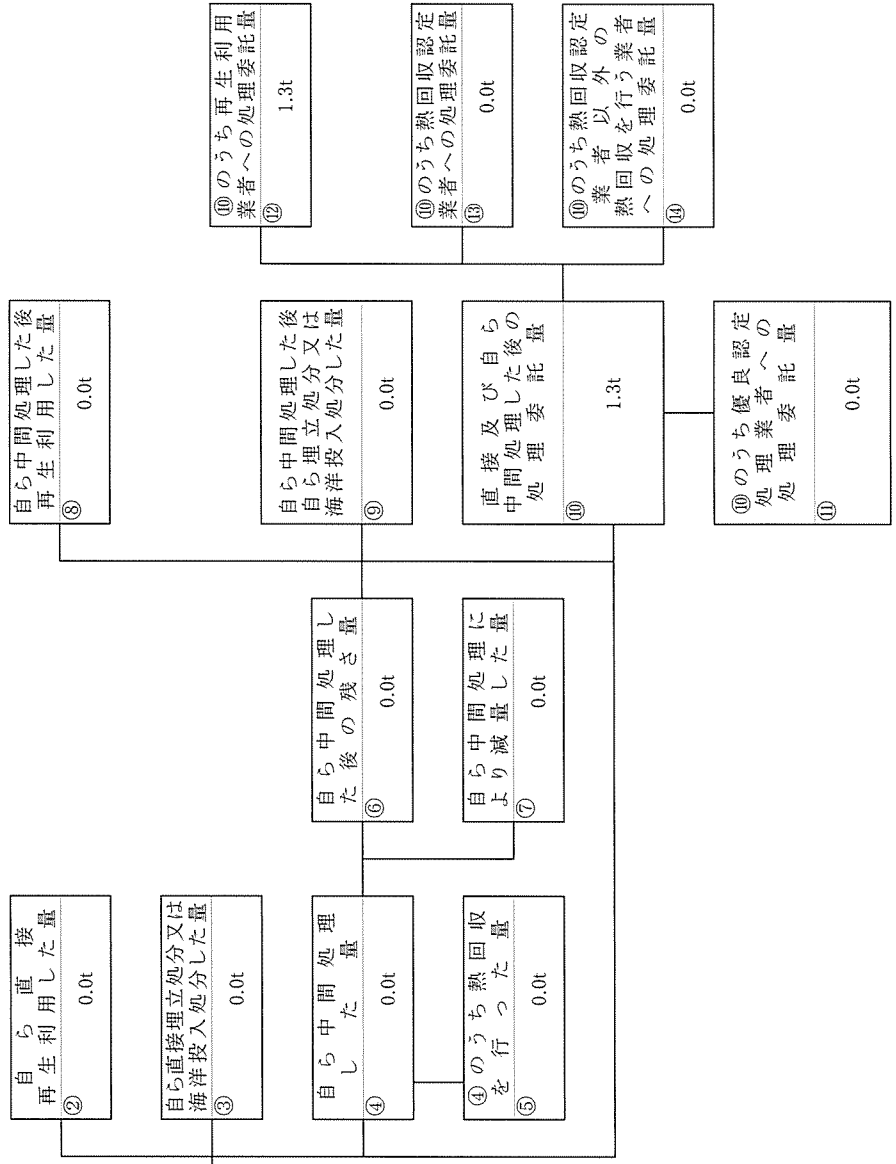 自ら直接
再生利用した量
②
0.0t
自ら直接埋立処分又は
海洋投入処分した量
③
0.0t
自ら中間処理
した量
④
0.0t
④のうち熱回収
を行った量
⑤
0.0t
自ら中間処理し
た後の残さ量
⑥
0.0t
自ら中間処理に
より減量した量
⑦
0.0t
自ら中間処理した後
再生利用した量
⑧
0.0t
自ら中間処理した後
自ら埋立処分又は
海洋投入処分した量
⑨
0.0t
直接及び自ら
中間処理した後の
処理委託量
⑩
1.3t
⑩のうち優良認定
処理業者への
処理委託量
⑪
0.0t
⑩のうち再生利用
業者への処理委託量
⑫
1.3t
⑩のうち熱回収認定
業者への処理委託量
⑬
0.0t
⑩のうち熱回収認定
業者以外の
熱回収を行う業者
への処理委託量
⑭
0.0t